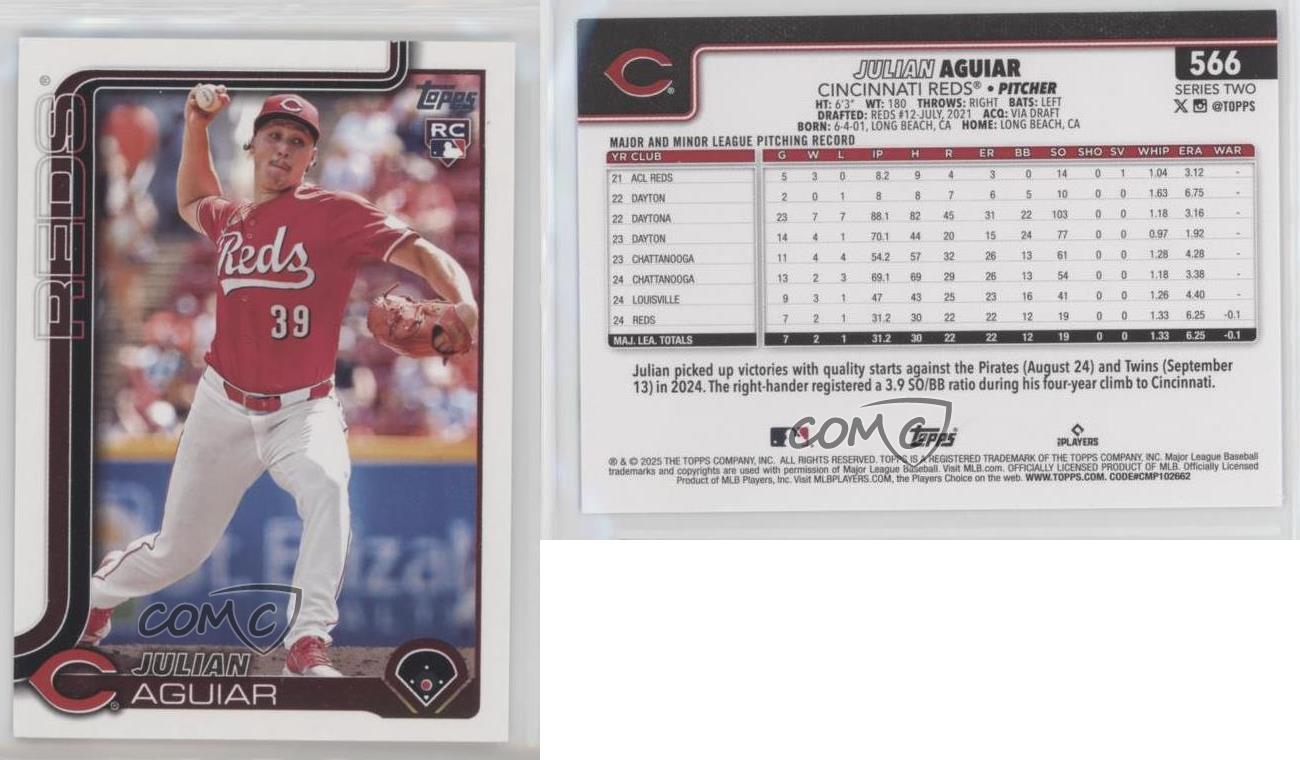 REDS®
Topps
RC
Reds
39
COMC
JULIAN
AGUIAR
®
JULIAN AGUIAR
566
CINCINNATI REDS® • PITCHER
SERIES TWO
HT: 6'3" WT: 180 THROWS: RIGHT BATS: LEFT
@TOPPS
DRAFTED: REDS #12-JULY, 2021 ACQ: VIA DRAFT
BORN: 6-4-01, LONG BEACH, CA HOME: LONG BEACH, CA
MAJOR AND MINOR LEAGUE PITCHING RECORD
YR CLUB G W L IP H R ER BB SO SHO SV WHIP ERA WAR
21 ACL REDS 5 3 0 8.2 9 4 3 0 14 0 1 1.04 3.12 -
22 DAYTON 2 0 1 8 8 7 6 5 10 0 0 1.63 6.75 -
22 DAYTONA 23 7 7 88.1 82 45 31 22 103 0 0 1.18 3.16 -
23 DAYTON 14 4 1 70.1 44 20 15 24 77 0 0 0.97 1.92 -
23 CHATTANOOGA 11 4 4 54.2 57 32 26 13 61 0 0 1.28 4.28 -
24 CHATTANOOGA 13 2 3 69.1 69 29 26 13 54 0 0 1.18 3.38 -
24 LOUISVILLE 9 3 1 47 43 25 23 16 41 0 0 1.26 4.40 -
24 REDS 7 2 1 31.2 30 22 22 12 19 0 0 1.33 6.25 -0.1
MAJ. LEA. TOTALS 7 2 1 31.2 30 22 22 12 19 0 0 1.33 6.25 -0.1
Julian picked up victories with quality starts against the Pirates (August 24) and Twins (September
13) in 2024. The right-hander registered a 3.9 SO/BB ratio during his four-year climb to Cincinnati.
COMC
Topps
PLAYERS
® & © 2025 THE TOPPS COMPANY, INC. ALL RIGHTS RESERVED. TOPPS IS A REGISTERED TRADEMARK OF THE TOPPS COMPANY, INC. Major League Baseball
trademarks and copyrights are used with permission of Major League Baseball. Visit MLB.com. OFFICIALLY LICENSED PRODUCT OF MLB. Officially Licensed
Product of MLB Players, Inc. Visit MLBPLAYERS.COM, the Players Choice on the web. WWW.TOPPS.COM. CODE#CMP102662